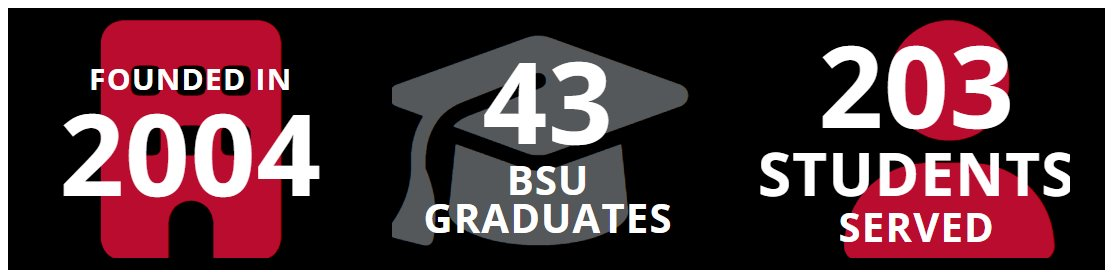 FOUNDED IN
2004
43
BSU
GRADUATES
203
STUDENTS
SERVED